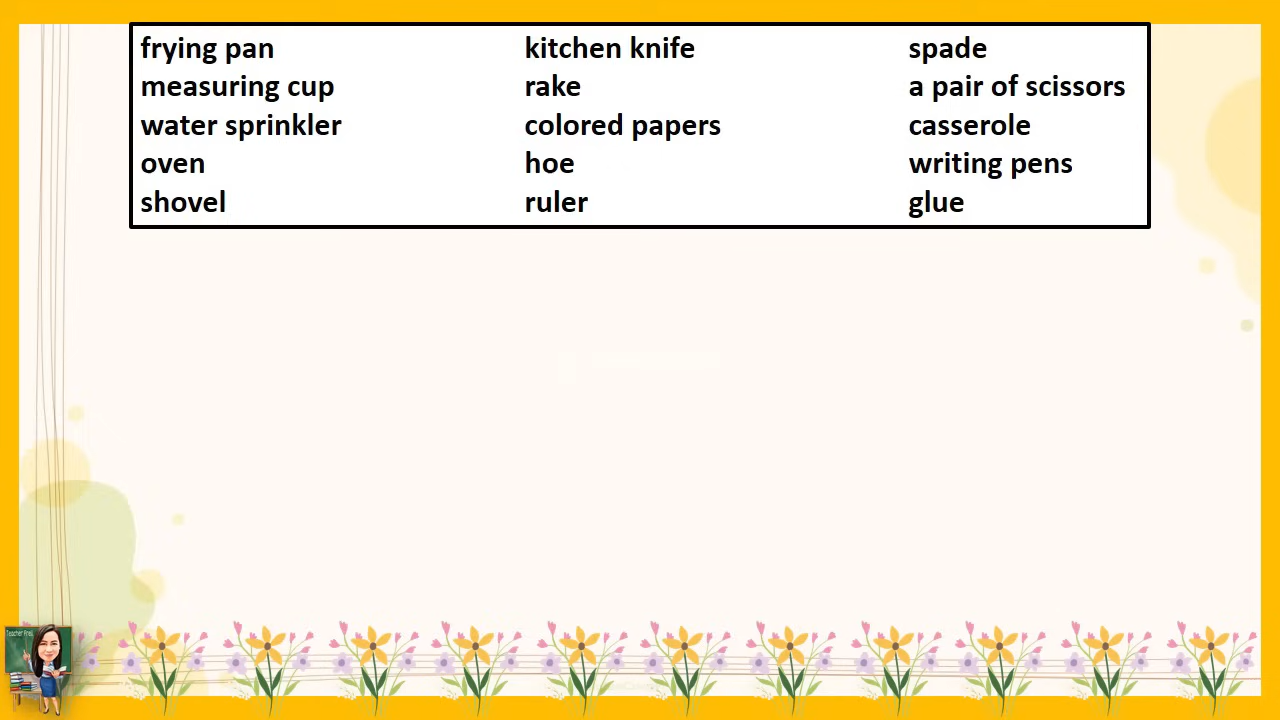 frying pan kitchen knife spade
measuring cup rake a pair of scissors
water sprinkler colored papers casserole
oven hoe writing pens
shovel ruler glue